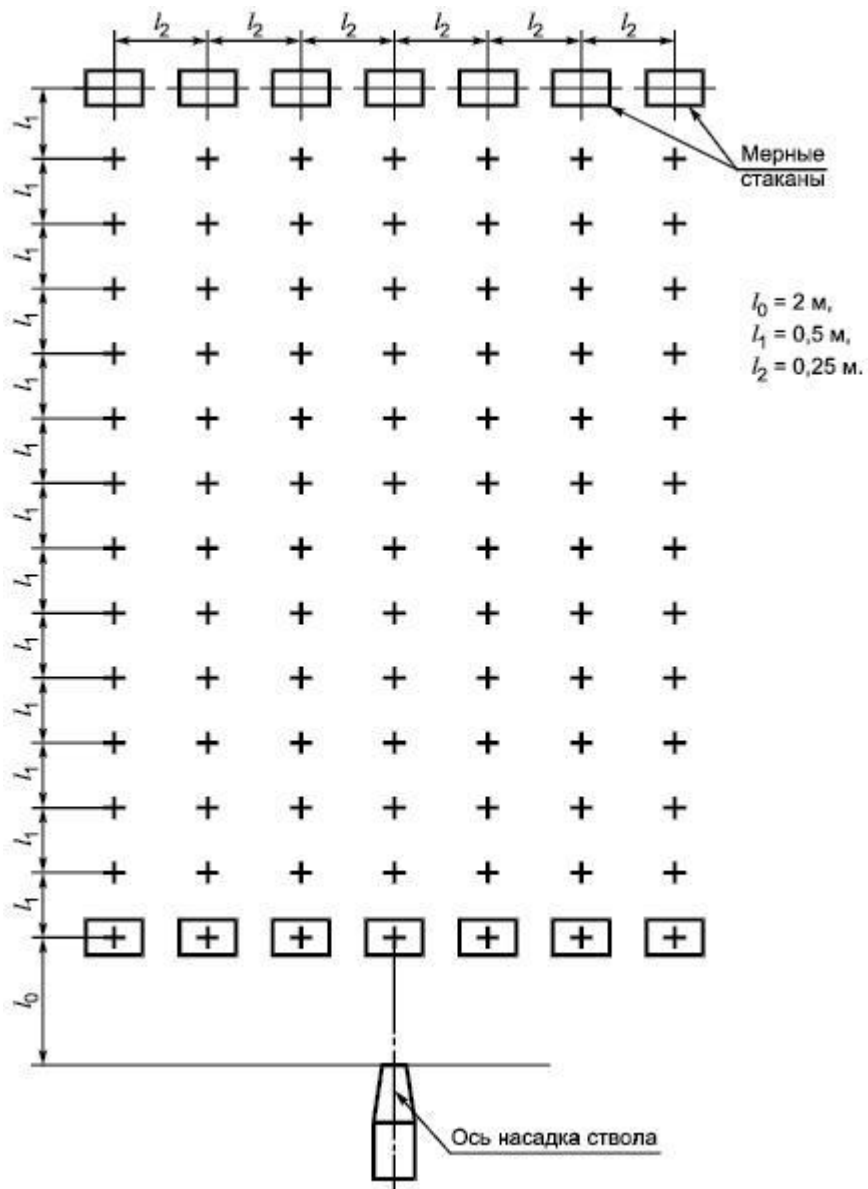 l₂ l₂ l₂ l₂ l₂ l₂
l₁
Мерные
стаканы
l₁
l₁
l₁
l₀ = 2 м,
l₁ = 0,5 м,
l₂ = 0,25 м.
l₁
l₁
l₁
l₁
l₁
l₁
l₁
l₁
l₁
l₀
Ось насадка ствола